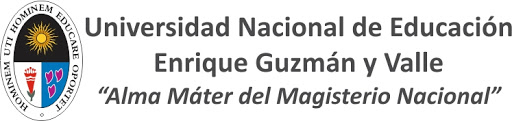 HOMINEM UTI HOMINEM EDUCARE OPORTET
Universidad Nacional de Educación
Enrique Guzmán y Valle
“Alma Máter del Magisterio Nacional”